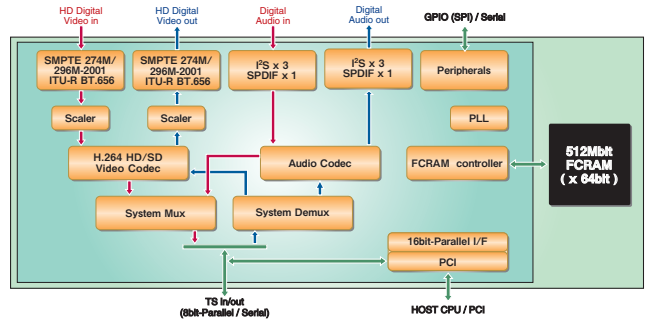 HD Digital
Video in
HD Digital
Video out
Digital
Audio in
Digital
Audio out
GPIO (SPI) / Serial
SMPTE 274M/
296M-2001
ITU-R BT.656
SMPTE 274M/
296M-2001
ITU-R BT.656
I²S x 3
SPDIF x 1
I²S x 3
SPDIF x 1
Peripherals
Scaler
Scaler
PLL
H.264 HD/SD
Video Codec
Audio Codec
FCRAM controller
512Mbit
FCRAM
( x 64bit )
System Mux
System Demux
16bit-Parallel I/F
PCI
TS in/out
(8bit-Parallel / Serial)
HOST CPU / PCI